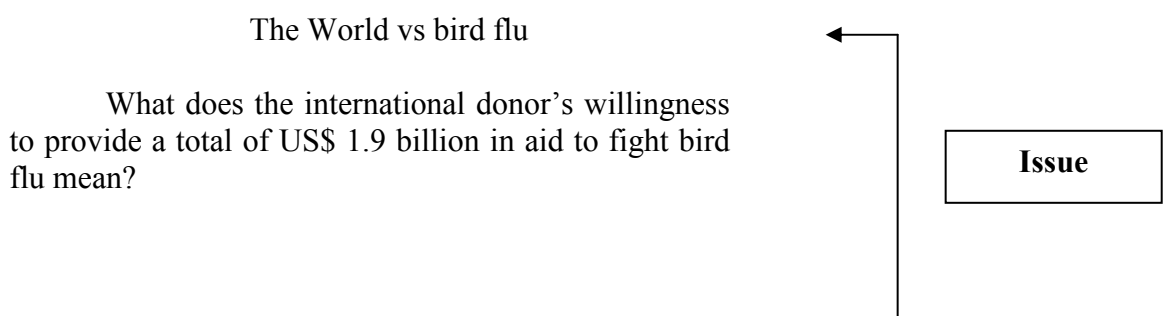 The World vs bird flu
What does the international donor's willingness
to provide a total of US$ 1.9 billion in aid to fight bird
flu mean?
Issue